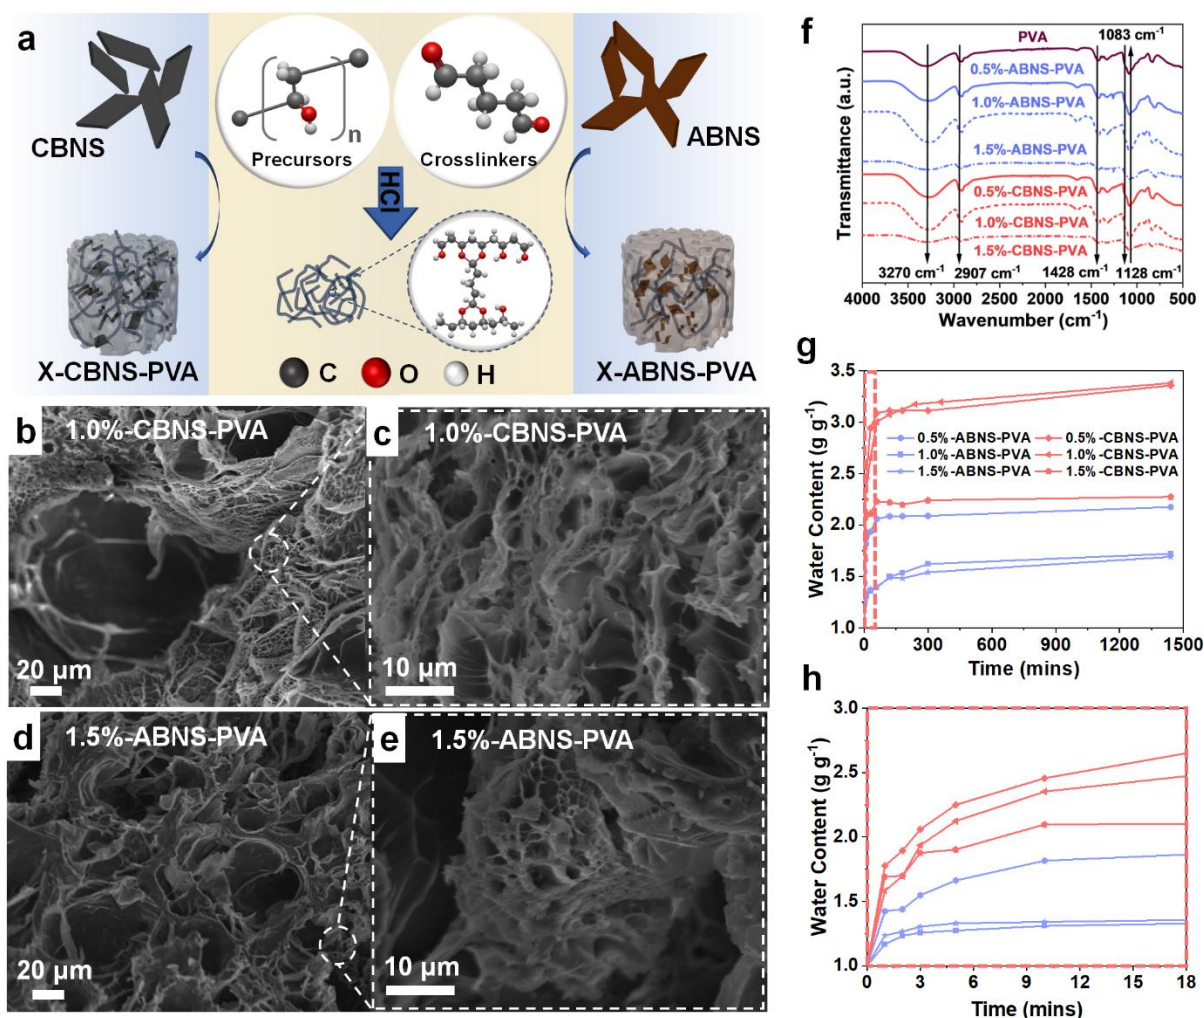 a
CBNS
n
Precursors
Crosslinkers
ABNS
HCl
X-CBNS-PVA
C
O
H
X-ABNS-PVA
b
1.0%-CBNS-PVA
20 µm
c
1.0%-CBNS-PVA
10 µm
d
1.5%-ABNS-PVA
20 µm
e
1.5%-ABNS-PVA
10 µm
f
PVA
1083 cm⁻¹
0.5%-ABNS-PVA
1.0%-ABNS-PVA
1.5%-ABNS-PVA
0.5%-CBNS-PVA
1.0%-CBNS-PVA
1.5%-CBNS-PVA
3270 cm⁻¹
2907 cm⁻¹
1428 cm⁻¹
1128 cm⁻¹
Transmittance (a.u.)
4000 3500 3000 2500 2000 1500 1000 500
Wavenumber (cm⁻¹)
g
3.5
3.0
2.5
2.0
1.5
1.0
Water Content (g g⁻¹)
0.5%-ABNS-PVA
1.0%-ABNS-PVA
1.5%-ABNS-PVA
0.5%-CBNS-PVA
1.0%-CBNS-PVA
1.5%-CBNS-PVA
0 300 600 900 1200 1500
Time (mins)
h
3.0
2.5
2.0
1.5
1.0
Water Content (g g⁻¹)
0 3 6 9 12 15 18
Time (mins)